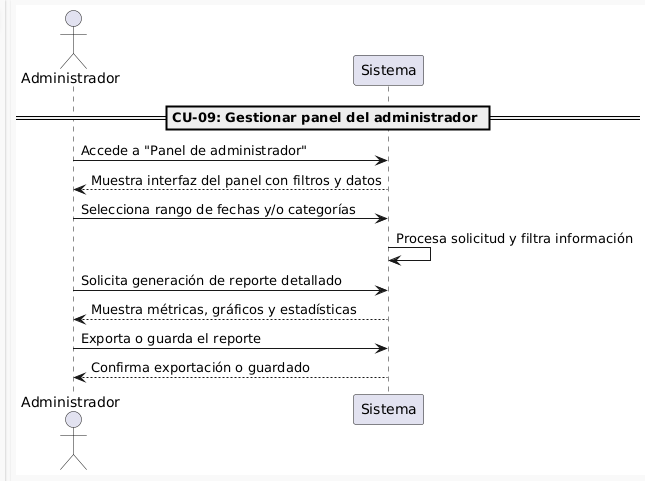 Administrador
Sistema
CU-09: Gestionar panel del administrador
Accede a "Panel de administrador"
Muestra interfaz del panel con filtros y datos
Selecciona rango de fechas y/o categorías
Procesa solicitud y filtra información
Solicita generación de reporte detallado
Muestra métricas, gráficos y estadísticas
Exporta o guarda el reporte
Confirma exportación o guardado
Administrador
Sistema